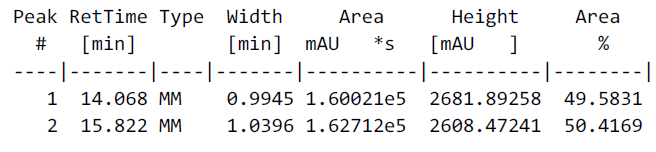 Peak RetTime Type  Width     Area      Height     Area
  #   [min]        [min]  mAU   *s   [mAU   ]      %
----|-------|----|-------|----------|----------|--------|
   1  14.068 MM    0.9945 1.60021e5  2681.89258  49.5831
   2  15.822 MM    1.0396 1.62712e5  2608.47241  50.4169